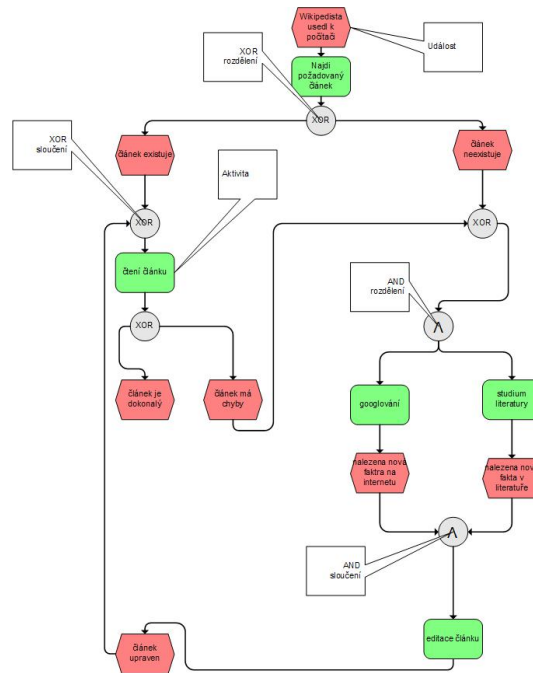 Wikipedista
usedl k
počítači
Událost
XOR
rozdělení
Najdi
požadovaný
článek
XOR
XOR
sloučení
článek existuje
článek
neexistuje
Aktivita
XOR
XOR
čtení článku
AND
rozdělení
XOR
Λ
článek je
dokonalý
článek má
chyby
googlování
studium
literatury
nalezena nová
faktra na
internetu
nalezena nová
fakta v
literatuře
Λ
AND
sloučení
editace článku
článek
upraven